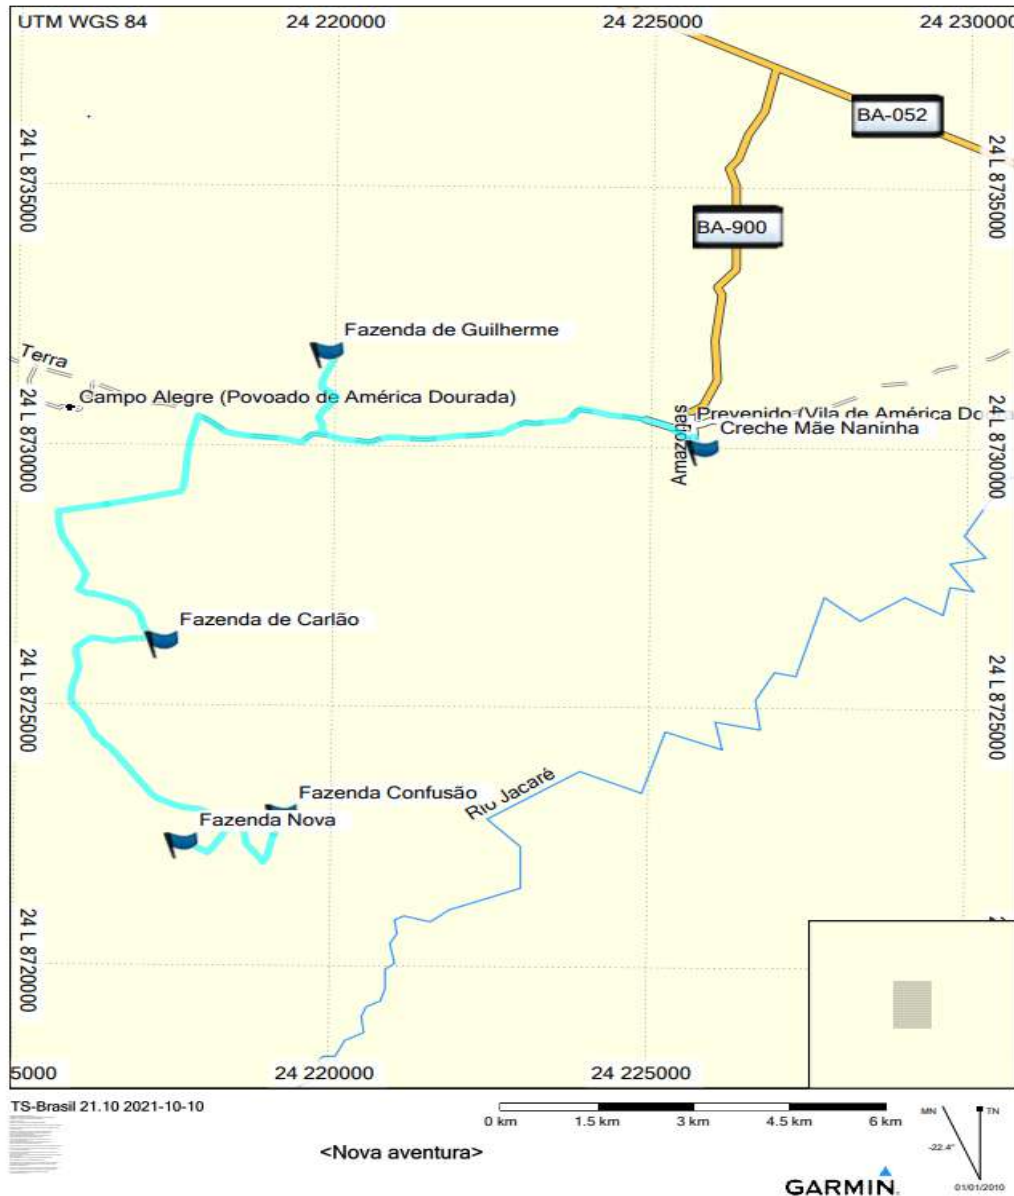 UTM WGS 84
24 220000
24 225000
24 230000
BA-052
24 L 8735000
24 L 8735000
BA-900
Fazenda de Guilherme
Terra
Campo Alegre (Povoado de América Dourada)
Prevenido (Vila de América Do
Creche Mãe Naninha
Amazonas
24 L 8730000
24 L 8730000
Fazenda de Carlão
24 L 8725000
24 L 8725000
Rio Jacaré
Fazenda Confusão
Fazenda Nova
24 L 8720000
5000
24 220000
24 225000
TS-Brasil 21.10 2021-10-10
0 km
1.5 km
3 km
4.5 km
6 km
MN
TN
-22.4°
01/01/2010
<Nova aventura>
GARMIN